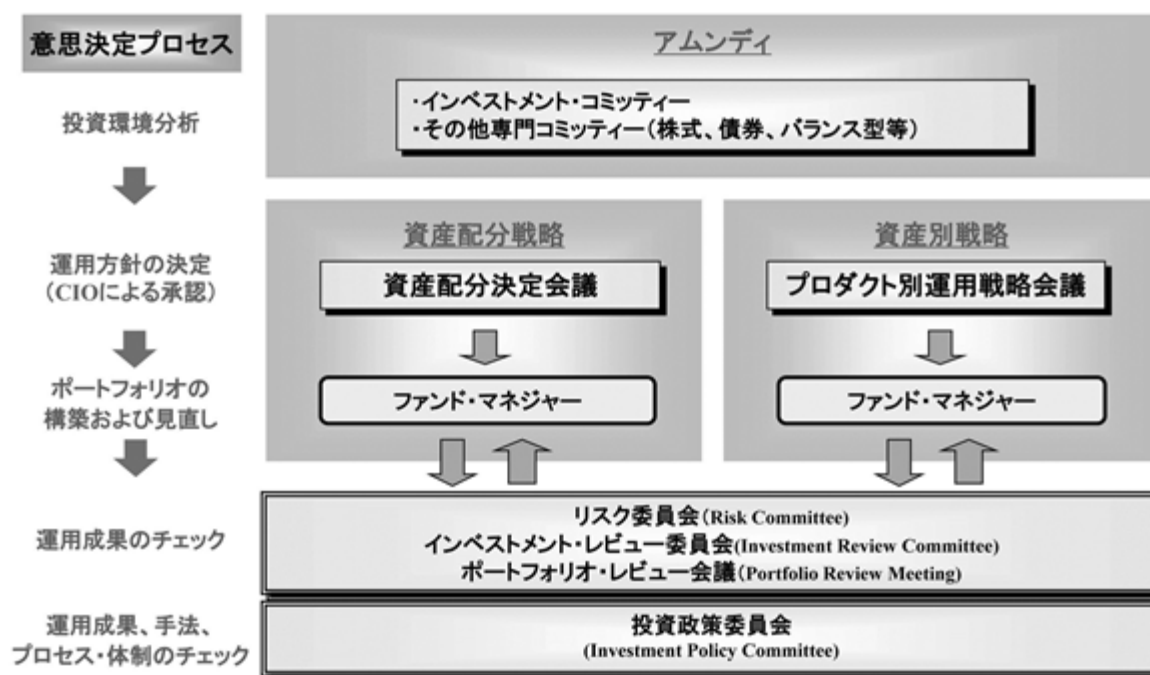 意思決定プロセス
アムンディ
投資環境分析
・インベストメント・コミッティー
・その他専門コミッティー(株式、債券、バランス型等)
資産配分戦略
資産別戦略
運用方針の決定
(CIOによる承認)
資産配分決定会議
プロダクト別運用戦略会議
ポートフォリオの
構築および見直し
ファンド・マネジャー
ファンド・マネジャー
運用成果のチェック
リスク委員会(Risk Committee)
インベストメント・レビュー委員会(Investment Review Committee)
ポートフォリオ・レビュー会議(Portfolio Review Meeting)
運用成果、手法、
プロセス・体制のチェック
投資政策委員会
(Investment Policy Committee)